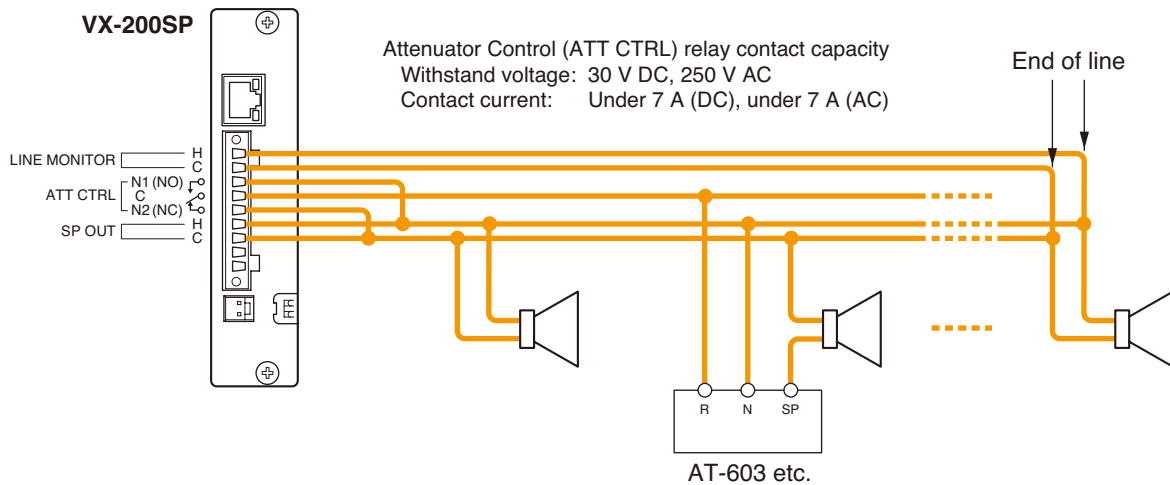 VX-200SP
Attenuator Control (ATT CTRL) relay contact capacity
Withstand voltage: 30 V DC, 250 V AC
Contact current: Under 7 A (DC), under 7 A (AC)
End of line
LINE MONITOR
H
C
ATT CTRL
N1 (NO)
C
N2 (NC)
SP OUT
H
C
R N SP
AT-603 etc.